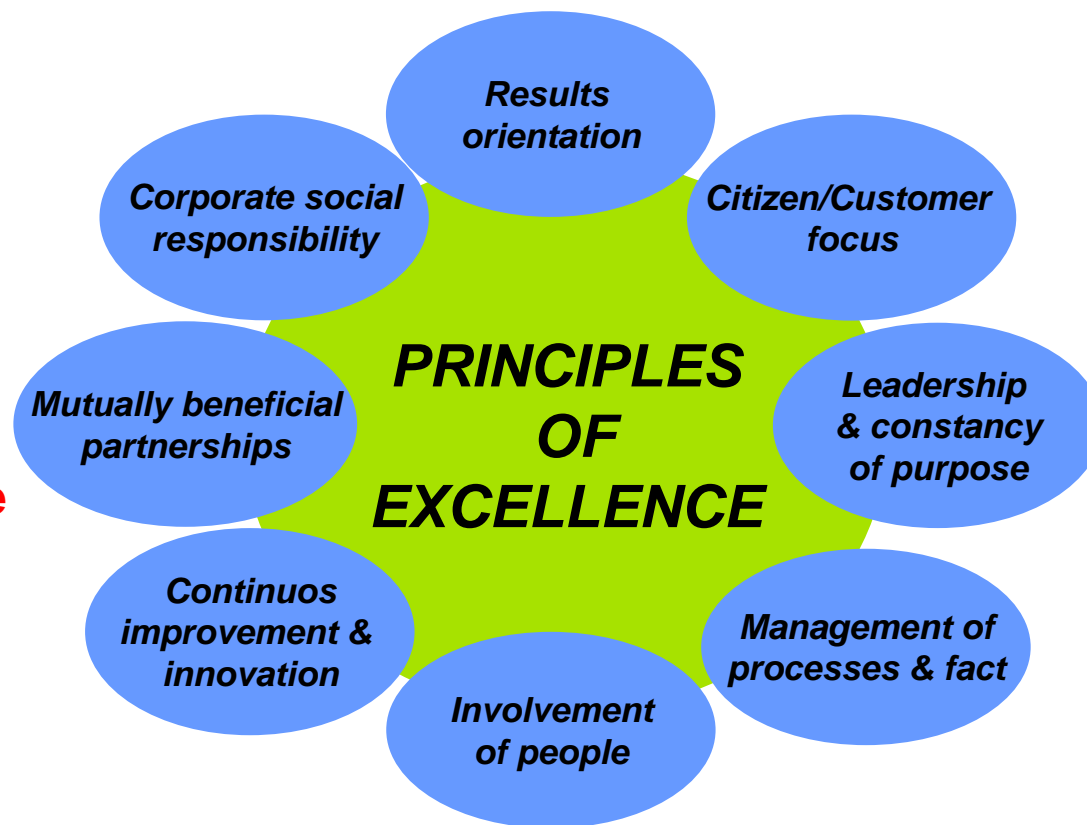 Results
orientation
Corporate social
responsibility
Citizen/Customer
focus
PRINCIPLES
OF
EXCELLENCE
Mutually beneficial
partnerships
Leadership
& constancy
of purpose
e
Continuos
improvement &
innovation
Management of
processes & fact
Involvement
of people